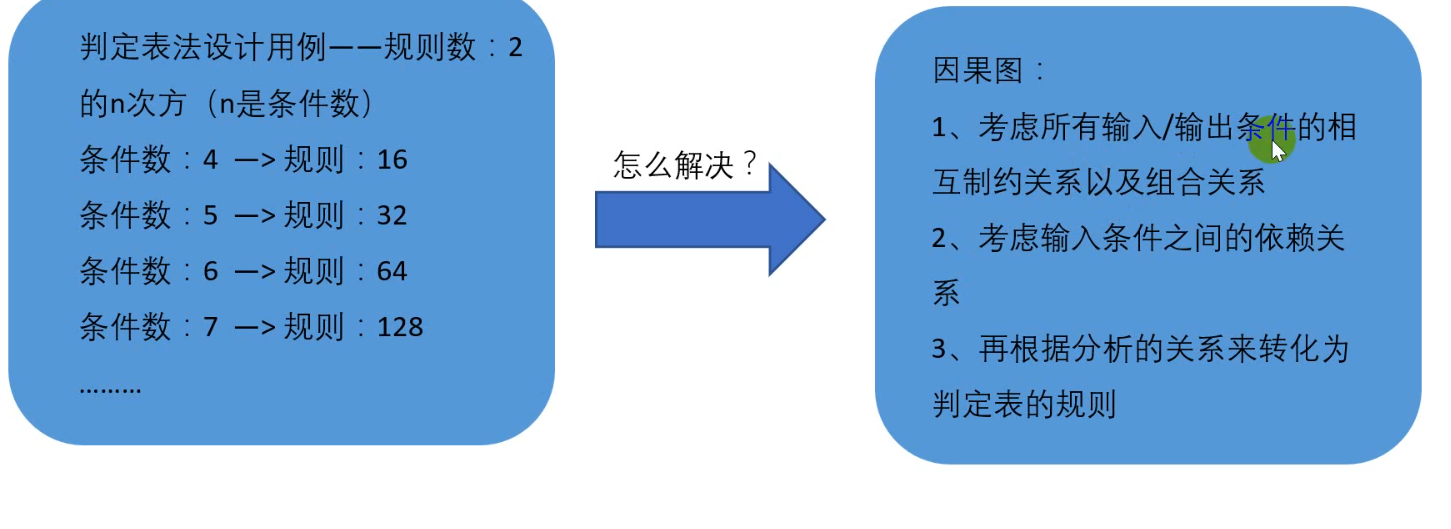 判定表法设计用例——规则数：2
的n次方（n是条件数）
条件数：4 —> 规则：16
条件数：5 —> 规则：32
条件数：6 —> 规则：64
条件数：7 —> 规则：128
………
怎么解决？
因果图：
1、考虑所有输入/输出条件的相
互制约关系以及组合关系
2、考虑输入条件之间的依赖关
系
3、再根据分析的关系来转化为
判定表的规则